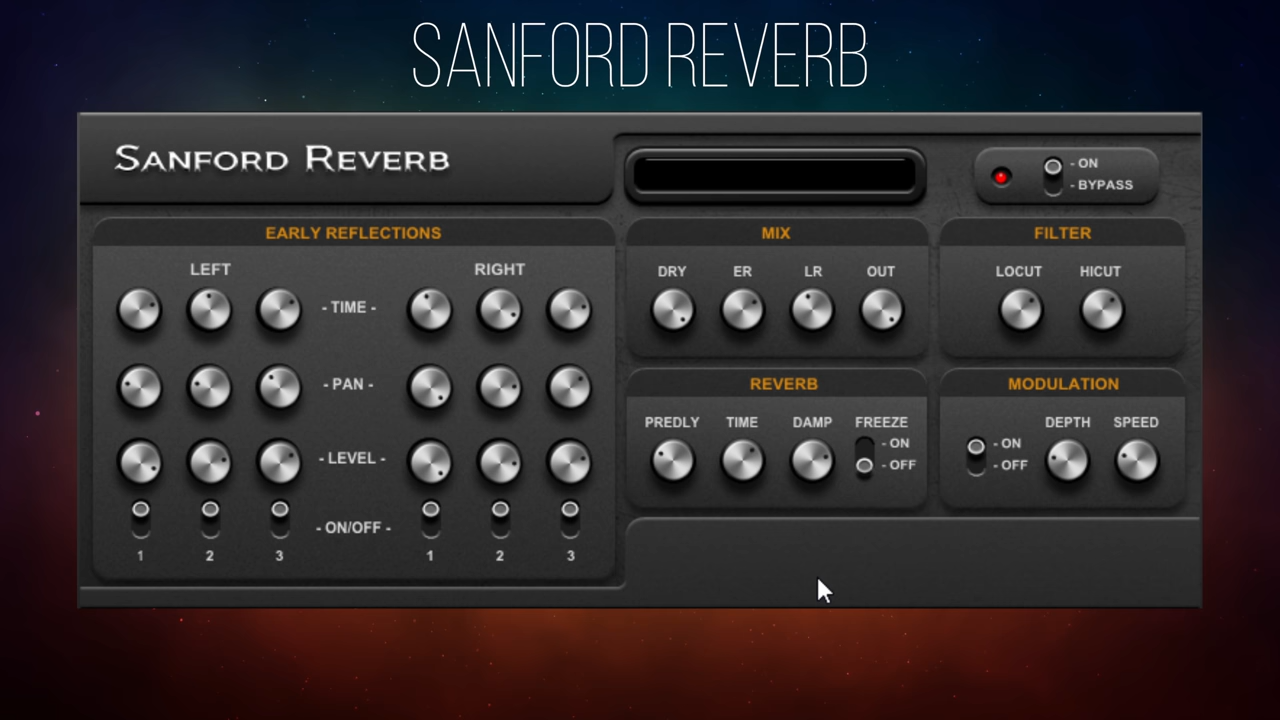 SANFORD REVERB
SANFORD REVERB
- ON
- BYPASS
EARLY REFLECTIONS
LEFT
RIGHT
- TIME -
- PAN -
- LEVEL -
- ON/OFF -
1 2 3 1 2 3
MIX
DRY ER LR OUT
FILTER
LOCUT HICUT
REVERB
PREDLY TIME DAMP FREEZE
- ON
- OFF
MODULATION
- ON
- OFF
DEPTH SPEED